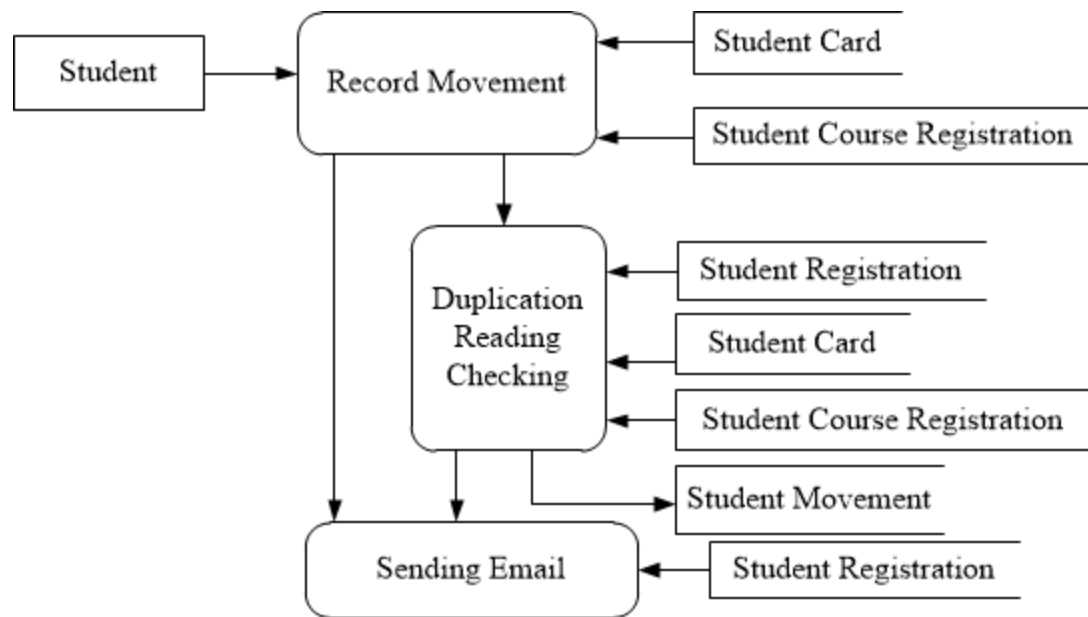 Student
Record Movement
Student Card
Student Course Registration
Duplication
Reading
Checking
Student Registration
Student Card
Student Course Registration
Student Movement
Sending Email
Student Registration